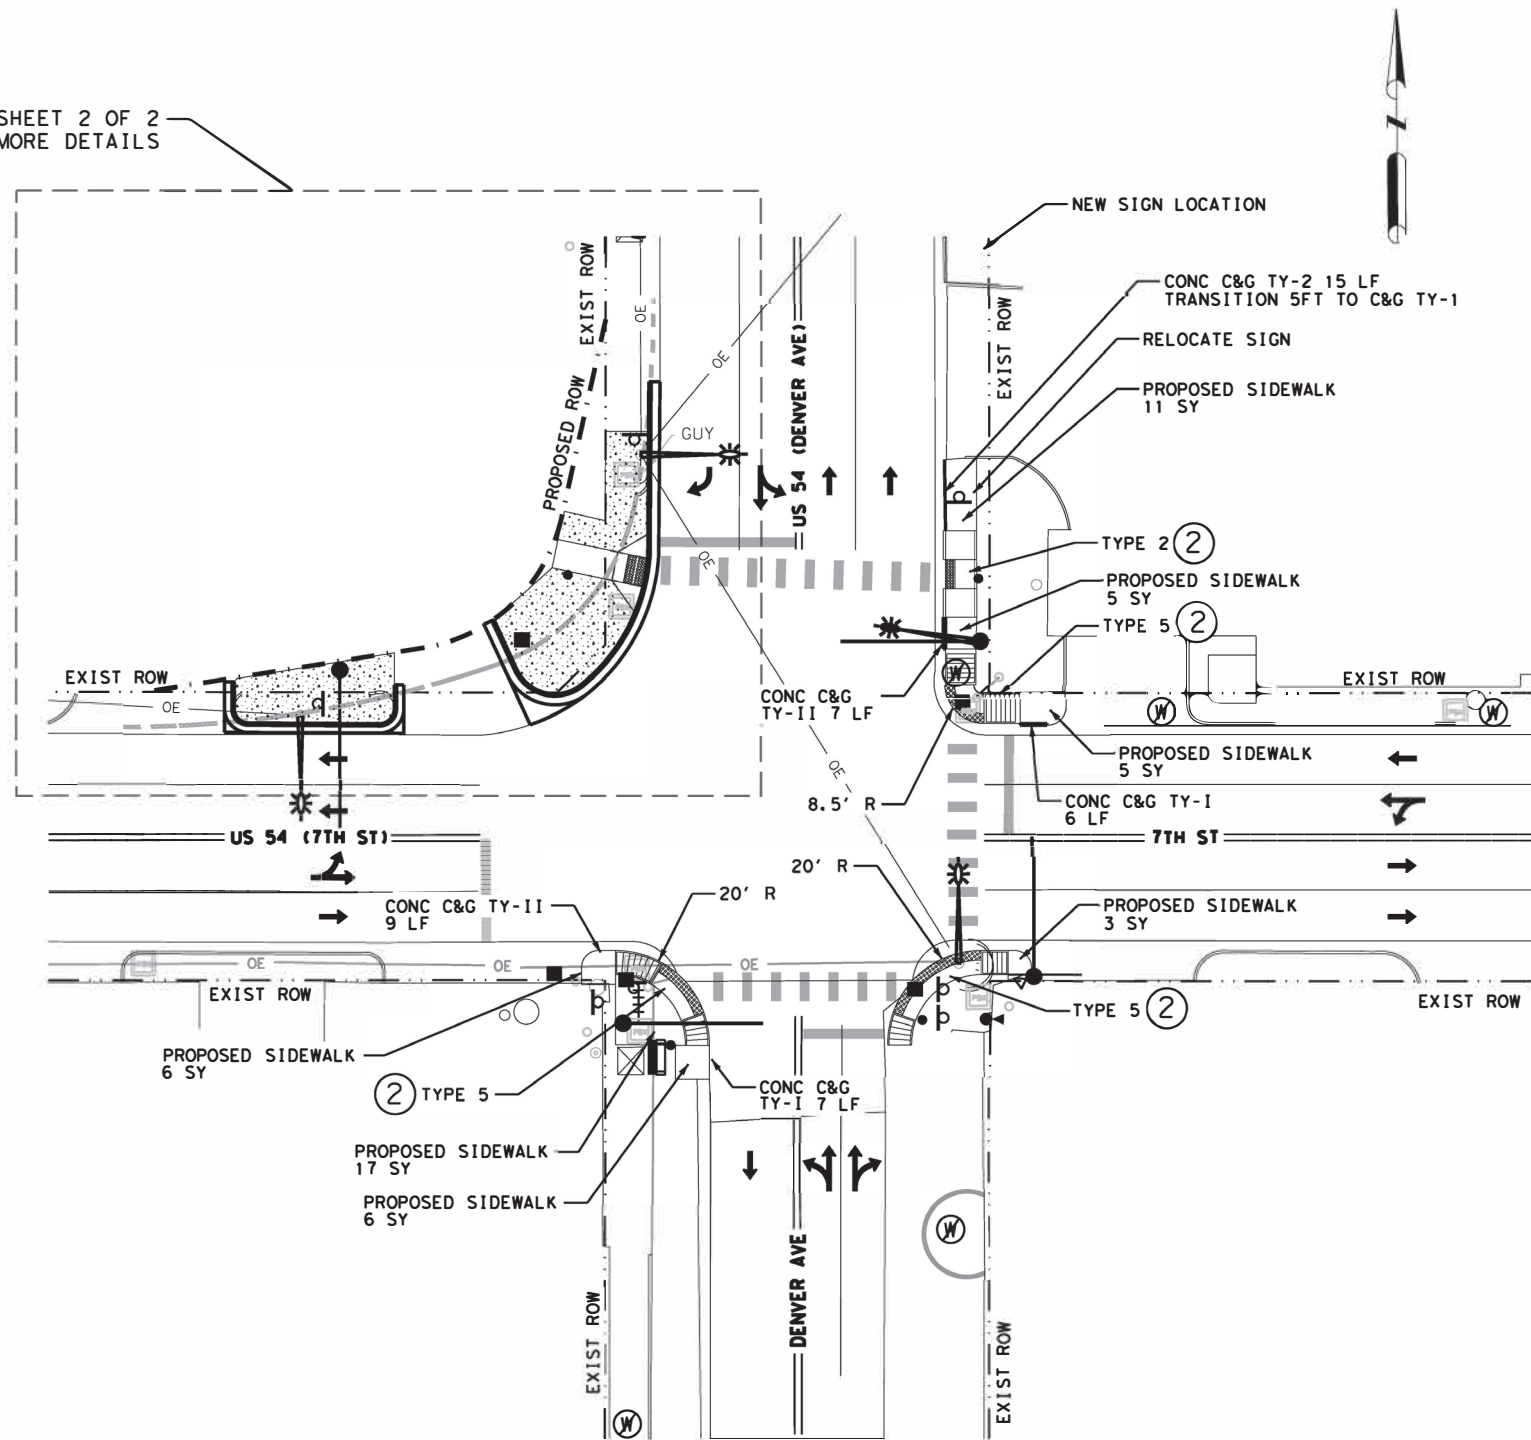 SHEET 2 OF 2
MORE DETAILS
NEW SIGN LOCATION
CONC C&G TY-2 15 LF
TRANSITION 5FT TO C&G TY-1
RELOCATE SIGN
PROPOSED SIDEWALK
11 SY
TYPE 2 2
PROPOSED SIDEWALK
5 SY
TYPE 5 2
EXIST ROW
EXIST ROW
PROPOSED ROW
OE
OE
GUY
US 54 (DENVER AVE)
EXIST ROW
OE
EXIST ROW
OE
W
W
W
EXIST ROW
CONC C&G
TY-II 7 LF
PROPOSED SIDEWALK
5 SY
OE
8.5' R
CONC C&G TY-I
6 LF
US 54 (7TH ST)
7TH ST
20' R
20' R
CONC C&G TY-II
9 LF
PROPOSED SIDEWALK
3 SY
OE
OE
OE
EXIST ROW
EXIST ROW
TYPE 5 2
PROPOSED SIDEWALK
6 SY
2 TYPE 5
CONC C&G
TY-I 7 LF
PROPOSED SIDEWALK
17 SY
PROPOSED SIDEWALK
6 SY
W
DENVER AVE
EXIST ROW
EXIST ROW
W
Z